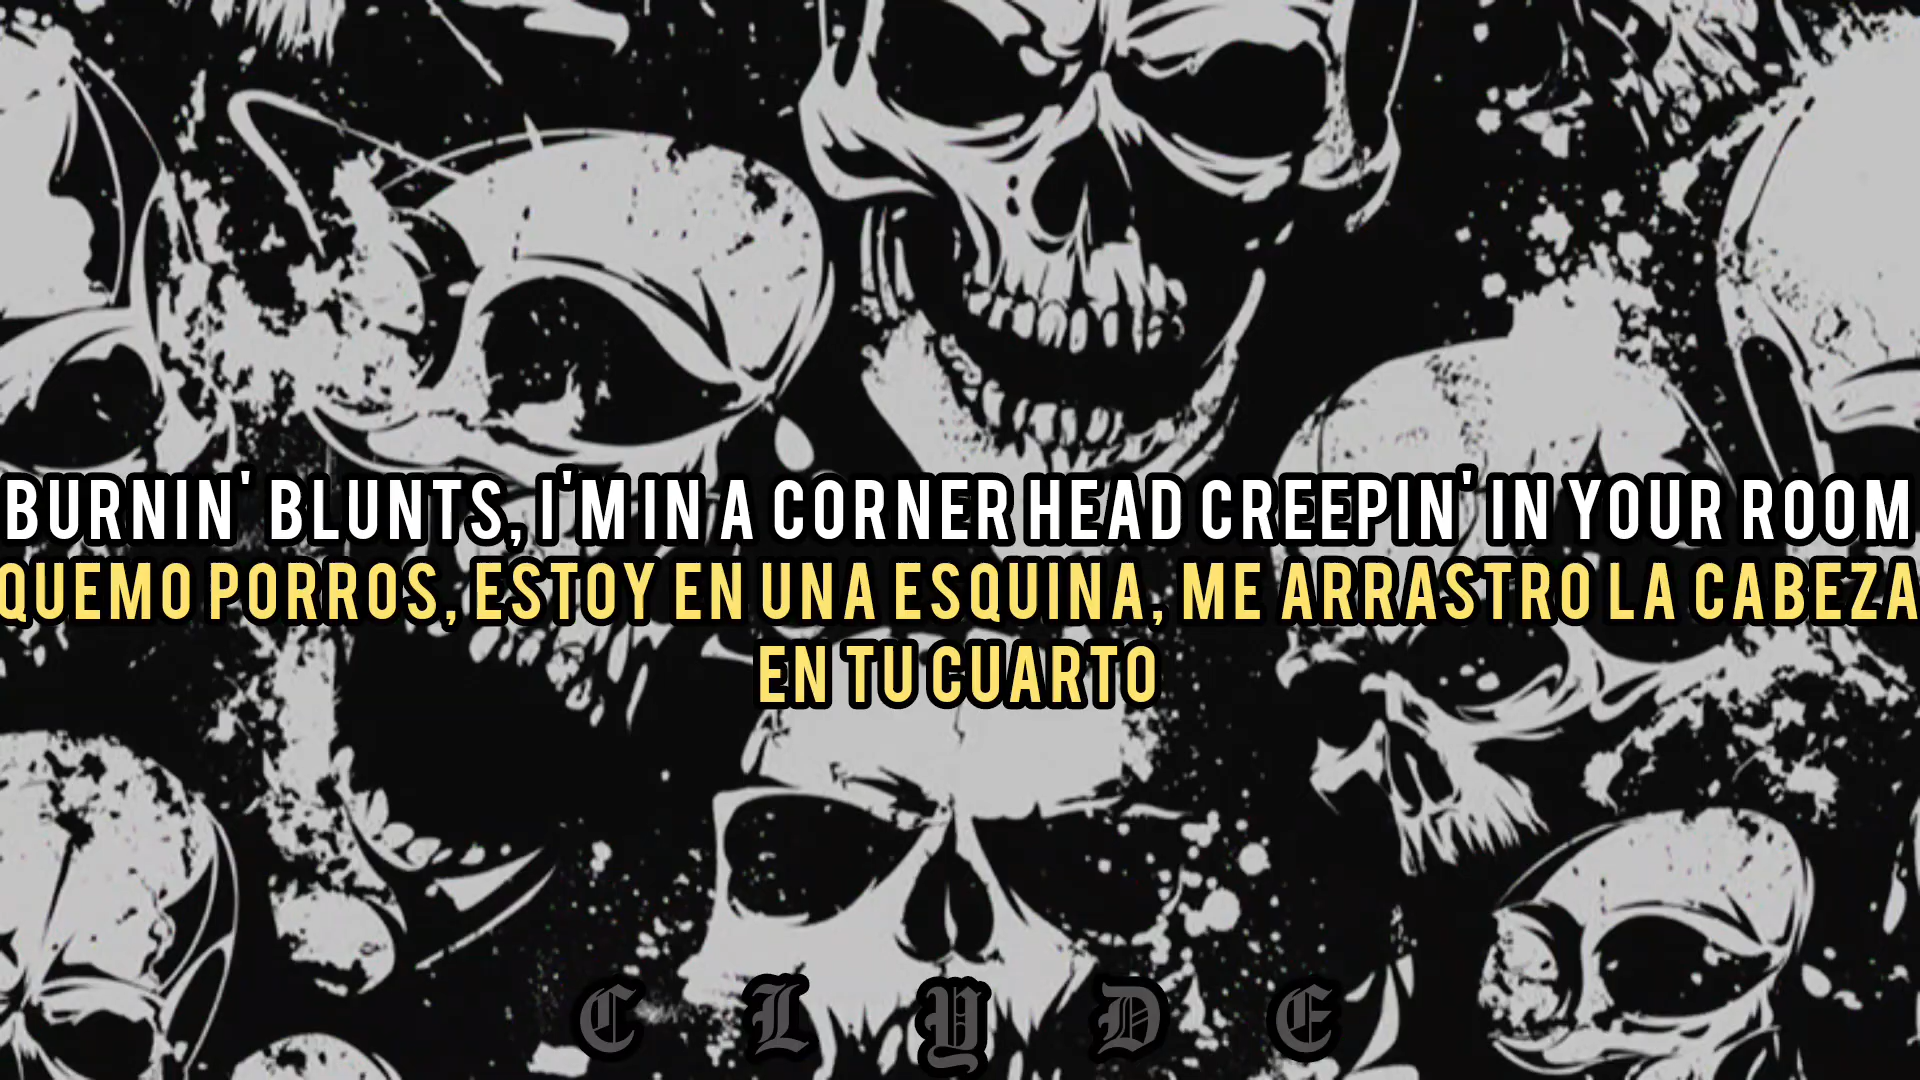 BURNIN' BLUNTS, I'M IN A CORNER HEAD CREEPIN' IN YOUR ROOM
QUEMO PORROS, ESTOY EN UNA ESQUINA, ME ARRASTRO LA CABEZA
EN TU CUARTO
CLYDE